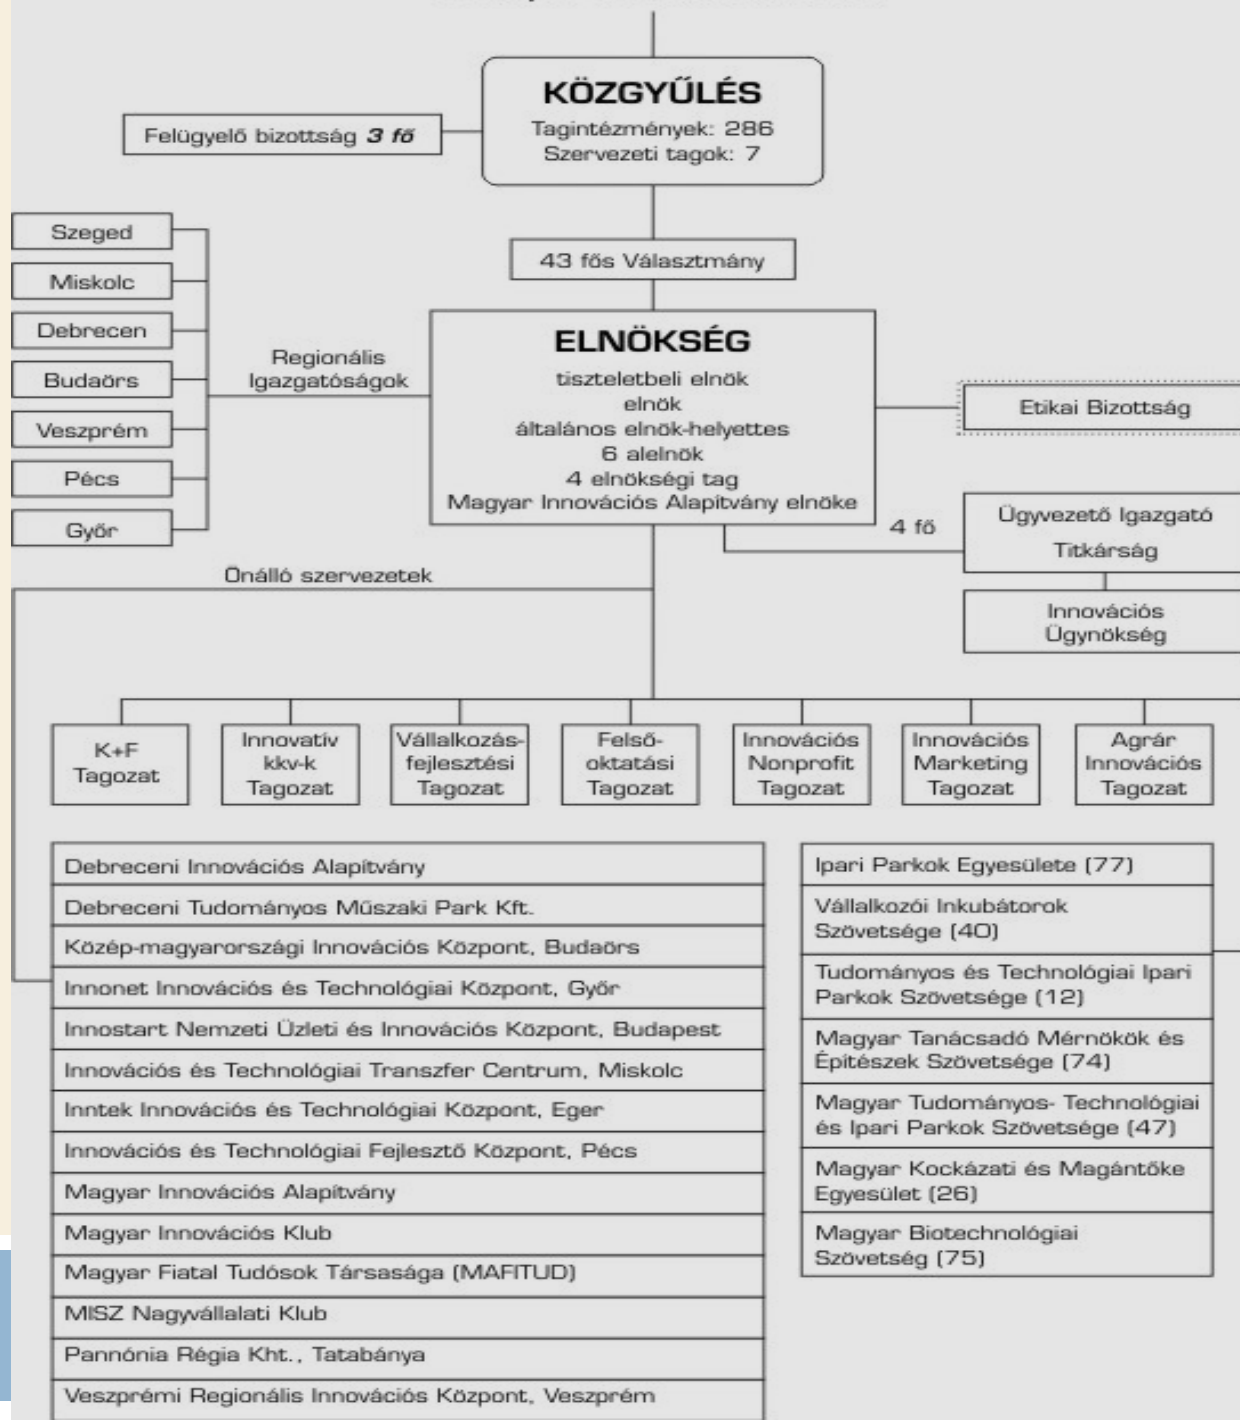 KÖZGYŰLÉS
Tagintézmények: 286
Szervezeti tagok: 7
Felügyelő bizottság 3 fő
43 fős Választmány
Szeged
Miskolc
Debrecen
Budaörs
Veszprém
Pécs
Győr
Regionális
Igazgatóságok
ELNÖKSÉG
tiszteletbeli elnök
elnök
általános elnök-helyettes
6 alelnök
4 elnökségi tag
Magyar Innovációs Alapítvány elnöke
Etikai Bizottság
4 fő
Ügyvezető Igazgató
Titkárság
Innovációs
Ügynökség
Önálló szervezetek
K+F
Tagozat
Innovatív
kkv-k
Tagozat
Vállalkozás-
fejlesztési
Tagozat
Felső-
oktatási
Tagozat
Innovációs
Nonprofit
Tagozat
Innovációs
Marketing
Tagozat
Agrár
Innovációs
Tagozat
Debreceni Innovációs Alapítvány
Debreceni Tudományos Műszaki Park Kft.
Közép-magyarországi Innovációs Központ, Budaörs
Innonet Innovációs és Technológiai Központ, Győr
Innostart Nemzeti Üzleti és Innovációs Központ, Budapest
Innovációs és Technológiai Transzfer Centrum, Miskolc
Inntek Innovációs és Technológiai Központ, Eger
Innovációs és Technológiai Fejlesztő Központ, Pécs
Magyar Innovációs Alapítvány
Magyar Innovációs Klub
Magyar Fiatal Tudósok Társasága (MAFITUD)
MISZ Nagyvállalati Klub
Pannónia Régia Kht., Tatabánya
Veszprémi Regionális Innovációs Központ, Veszprém
Ipari Parkok Egyesülete (77)
Vállalkozói Inkubátorok
Szövetsége (40)
Tudományos és Technológiai Ipari
Parkok Szövetsége (12)
Magyar Tanácsadó Mérnökök és
Építészek Szövetsége (74)
Magyar Tudományos- Technológiai
és Ipari Parkok Szövetsége (47)
Magyar Kockázati és Magántőke
Egyesület (26)
Magyar Biotechnológiai
Szövetség (75)